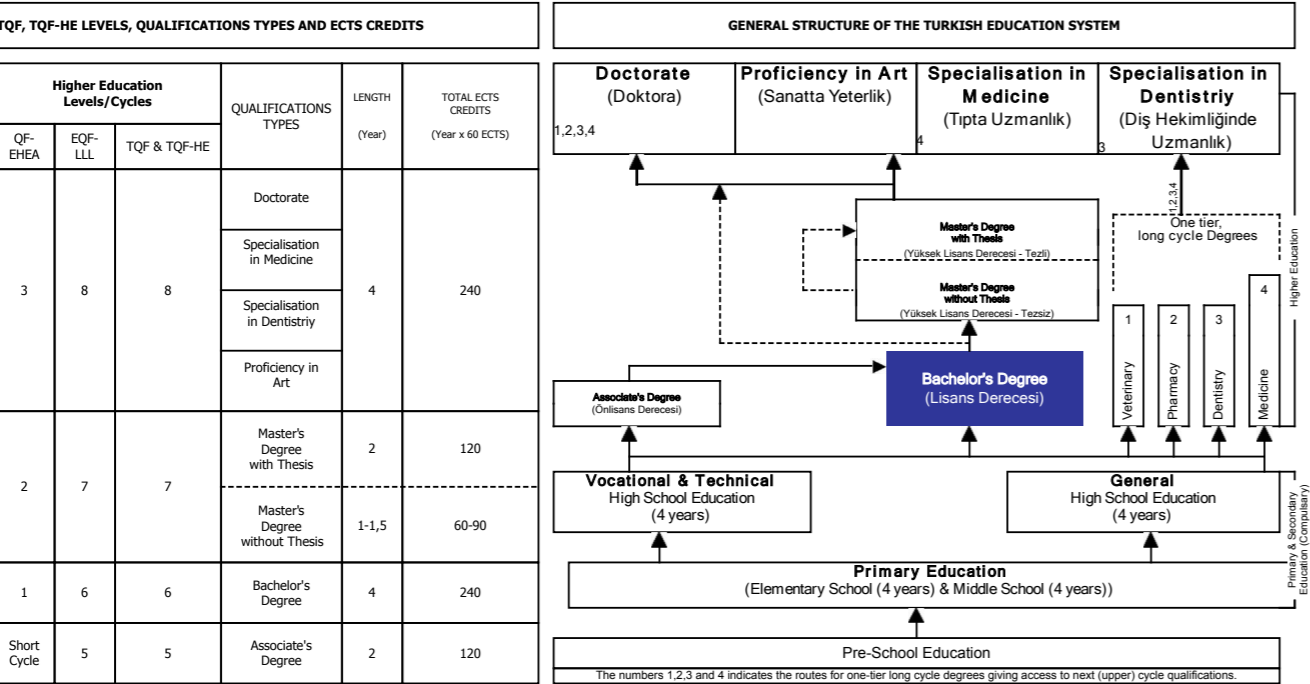 TQF, TQF-HE LEVELS, QUALIFICATIONS TYPES AND ECTS CREDITS
Higher Education
Levels/Cycles
QUALIFICATIONS
TYPES
LENGTH
(Year)
TOTAL ECTS
CREDITS
(Year x 60 ECTS)
QF-
EHEA
EQF-
LLL
TQF & TQF-HE
3
8
8
Doctorate
Specialisation
in Medicine
Specialisation
in Dentistriy
Proficiency in
Art
4
240
2
7
7
Master's
Degree
with Thesis
2
120
Master's
Degree
without Thesis
1-1,5
60-90
1
6
6
Bachelor's
Degree
4
240
Short
Cycle
5
5
Associate's
Degree
2
120
GENERAL STRUCTURE OF THE TURKISH EDUCATION SYSTEM
Doctorate
(Doktora)
1,2,3,4
Proficiency in Art
(Sanatta Yeterlik)
Specialisation in
Medicine
(Tıpta Uzmanlık)
4
Specialisation in
Dentistriy
(Diş Hekimliğinde
Uzmanlık)
3
1,2,3,4
One tier,
long cycle Degrees
Master's Degree
with Thesis
(Yüksek Lisans Derecesi - Tezli)
Master's Degree
without Thesis
(Yüksek Lisans Derecesi - Tezsiz)
Higher Education
Associate's Degree
(Önlisans Derecesi)
Bachelor's Degree
(Lisans Derecesi)
1
Veterinary
2
Pharmacy
3
Dentistry
4
Medicine
Vocational & Technical
High School Education
(4 years)
General
High School Education
(4 years)
Primary & Secondary
Education (Compulsary)
Primary Education
(Elementary School (4 years) & Middle School (4 years))
Pre-School Education
The numbers 1,2,3 and 4 indicates the routes for one-tier long cycle degrees giving access to next (upper) cycle qualifications.